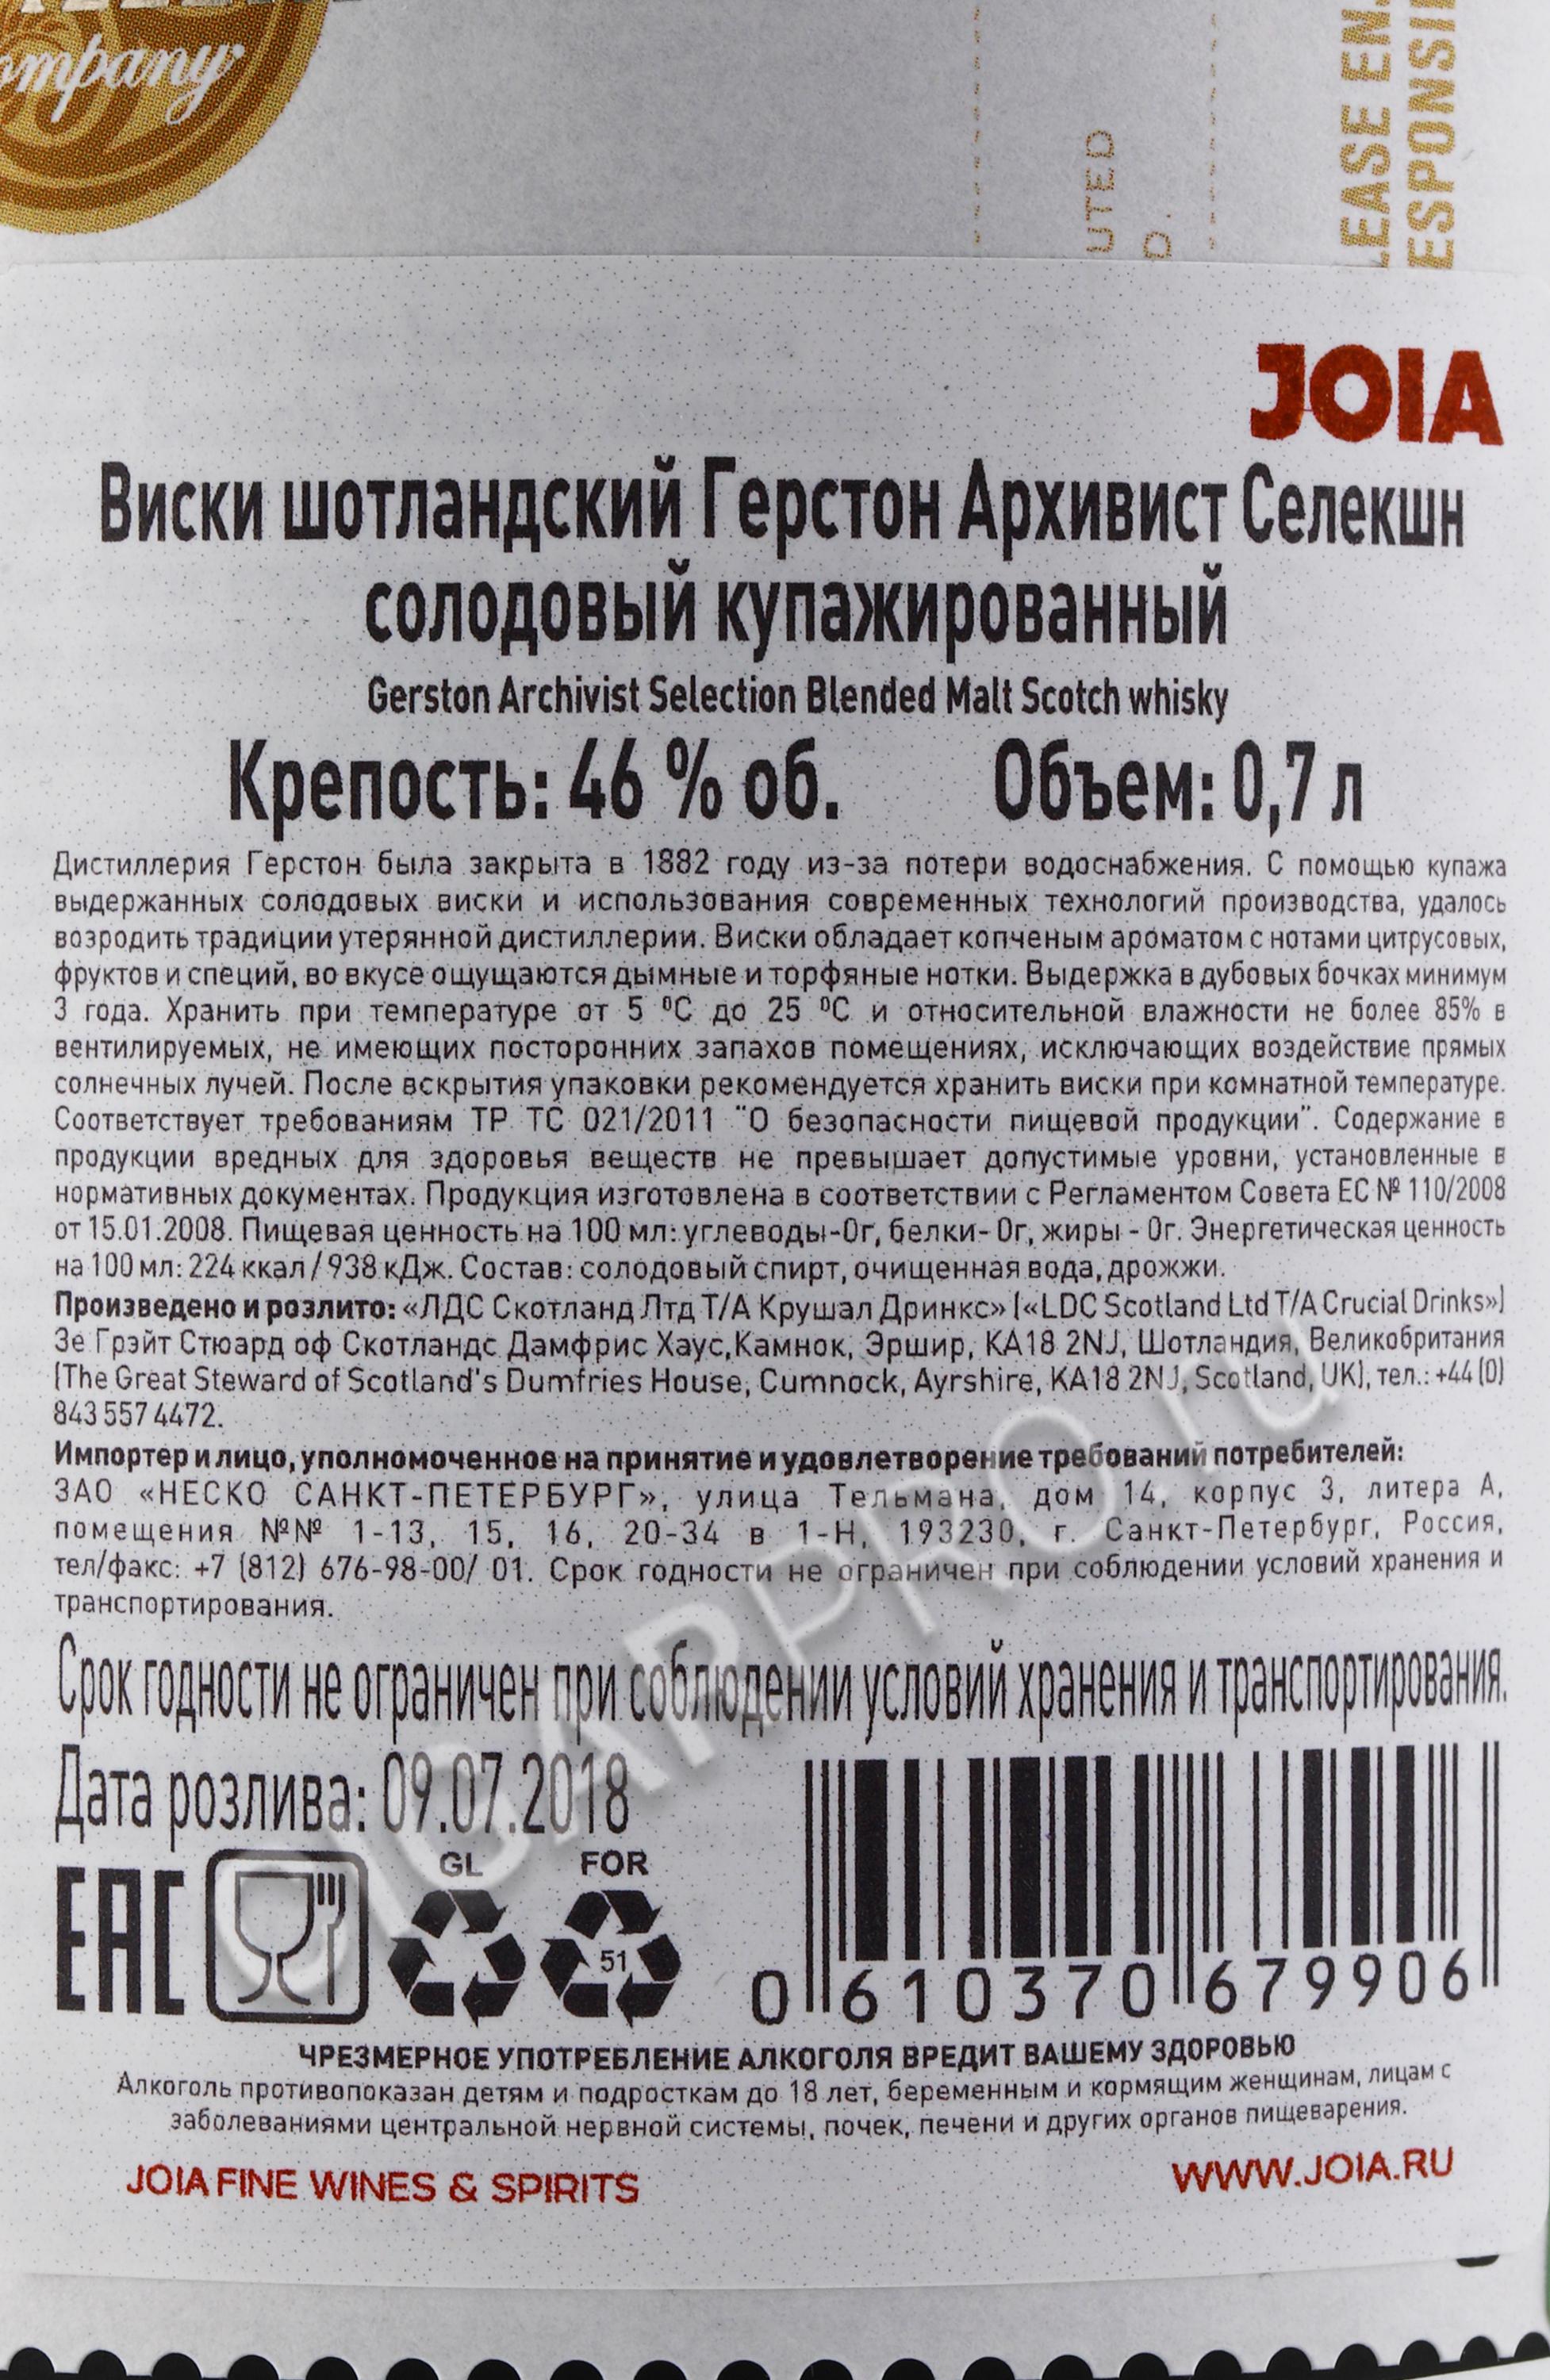 ompany
UTED
D.
LEASE EN
ESPONSI
JOIA
Виски шотландский Герстон Архивист Селекшн
солодовый купажированный
Gerston Archivist Selection Blended Malt Scotch whisky
Крепость: 46 % об. Объем: 0,7 л
Дистиллерия Герстон была закрыта в 1882 году из-за потери водоснабжения. С помощью купажа
выдержанных солодовых виски и использования современных технологий производства, удалось
возродить традиции утерянной дистиллерии. Виски обладает копченым ароматом с нотами цитрусовых,
фруктов и специй, во вкусе ощущаются дымные и торфяные нотки. Выдержка в дубовых бочках минимум
3 года. Хранить при температуре от 5 ⁰С до 25 ⁰С и относительной влажности не более 85% в
вентилируемых, не имеющих посторонних запахов помещениях, исключающих воздействие прямых
солнечных лучей. После вскрытия упаковки рекомендуется хранить виски при комнатной температуре.
Соответствует требованиям ТР ТС 021/2011 "О безопасности пищевой продукции". Содержание в
продукции вредных для здоровья веществ не превышает допустимые уровни, установленные в
нормативных документах. Продукция изготовлена в соответствии с Регламентом Совета ЕС № 110/2008
от 15.01.2008. Пищевая ценность на 100 мл: углеводы-0г, белки- 0г, жиры - 0г. Энергетическая ценность
на 100 мл: 224 ккал / 938 кДж. Состав: солодовый спирт, очищенная вода, дрожжи.
Произведено и розлито: «ЛДС Скотланд Лтд Т/А Крушал Дринкс» («LDC Scotland Ltd T/A Crucial Drinks»)
Зе Грэйт Стюард оф Скотландс Дамфрис Хаус,Камнок, Эршир, KA18 2NJ, Шотландия, Великобритания
(The Great Steward of Scotland's Dumfries House, Cumnock, Ayrshire, KA18 2NJ, Scotland, UK), тел.: +44 (0)
843 557 4472.
Импортер и лицо, уполномоченное на принятие и удовлетворение требований потребителей:
ЗАО «НЕСКО САНКТ-ПЕТЕРБУРГ», улица Тельмана, дом 14, корпус 3, литера А,
помещения №№ 1-13, 15, 16, 20-34 в 1-Н, 193230, г. Санкт-Петербург, Россия,
тел/факс: +7 (812) 676-98-00/ 01. Срок годности не ограничен при соблюдении условий хранения и
транспортирования.
Срок годности не ограничен при соблюдении условий хранения и транспортирования.
Дата розлива: 09.07.2018
EAC
GL FOR
51
0 610370 679906
ЧРЕЗМЕРНОЕ УПОТРЕБЛЕНИЕ АЛКОГОЛЯ ВРЕДИТ ВАШЕМУ ЗДОРОВЬЮ
Алкоголь противопоказан детям и подросткам до 18 лет, беременным и кормящим женщинам, лицам с
заболеваниями центральной нервной системы, почек, печени и других органов пищеварения.
JOIA FINE WINES & SPIRITS WWW.JOIA.RU